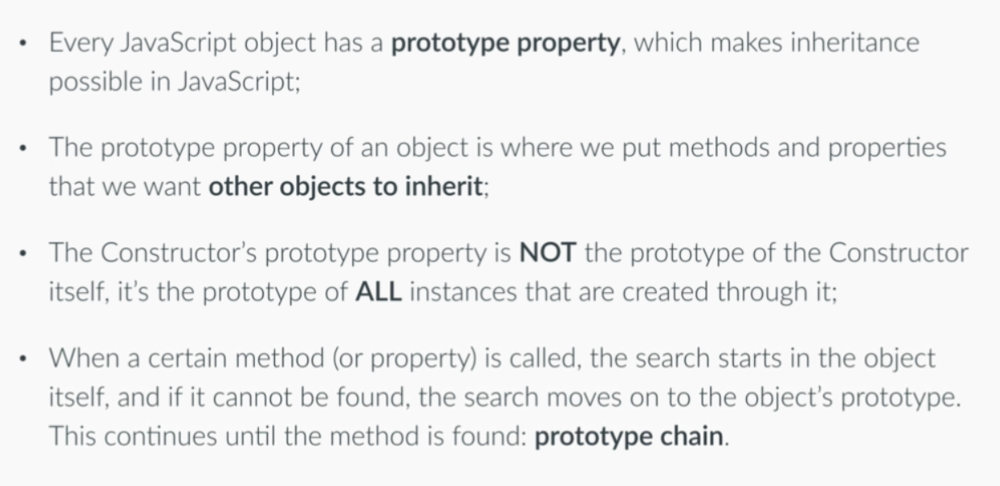 • Every JavaScript object has a prototype property, which makes inheritance
possible in JavaScript;
• The prototype property of an object is where we put methods and properties
that we want other objects to inherit;
• The Constructor’s prototype property is NOT the prototype of the Constructor
itself, it’s the prototype of ALL instances that are created through it;
• When a certain method (or property) is called, the search starts in the object
itself, and if it cannot be found, the search moves on to the object’s prototype.
This continues until the method is found: prototype chain.